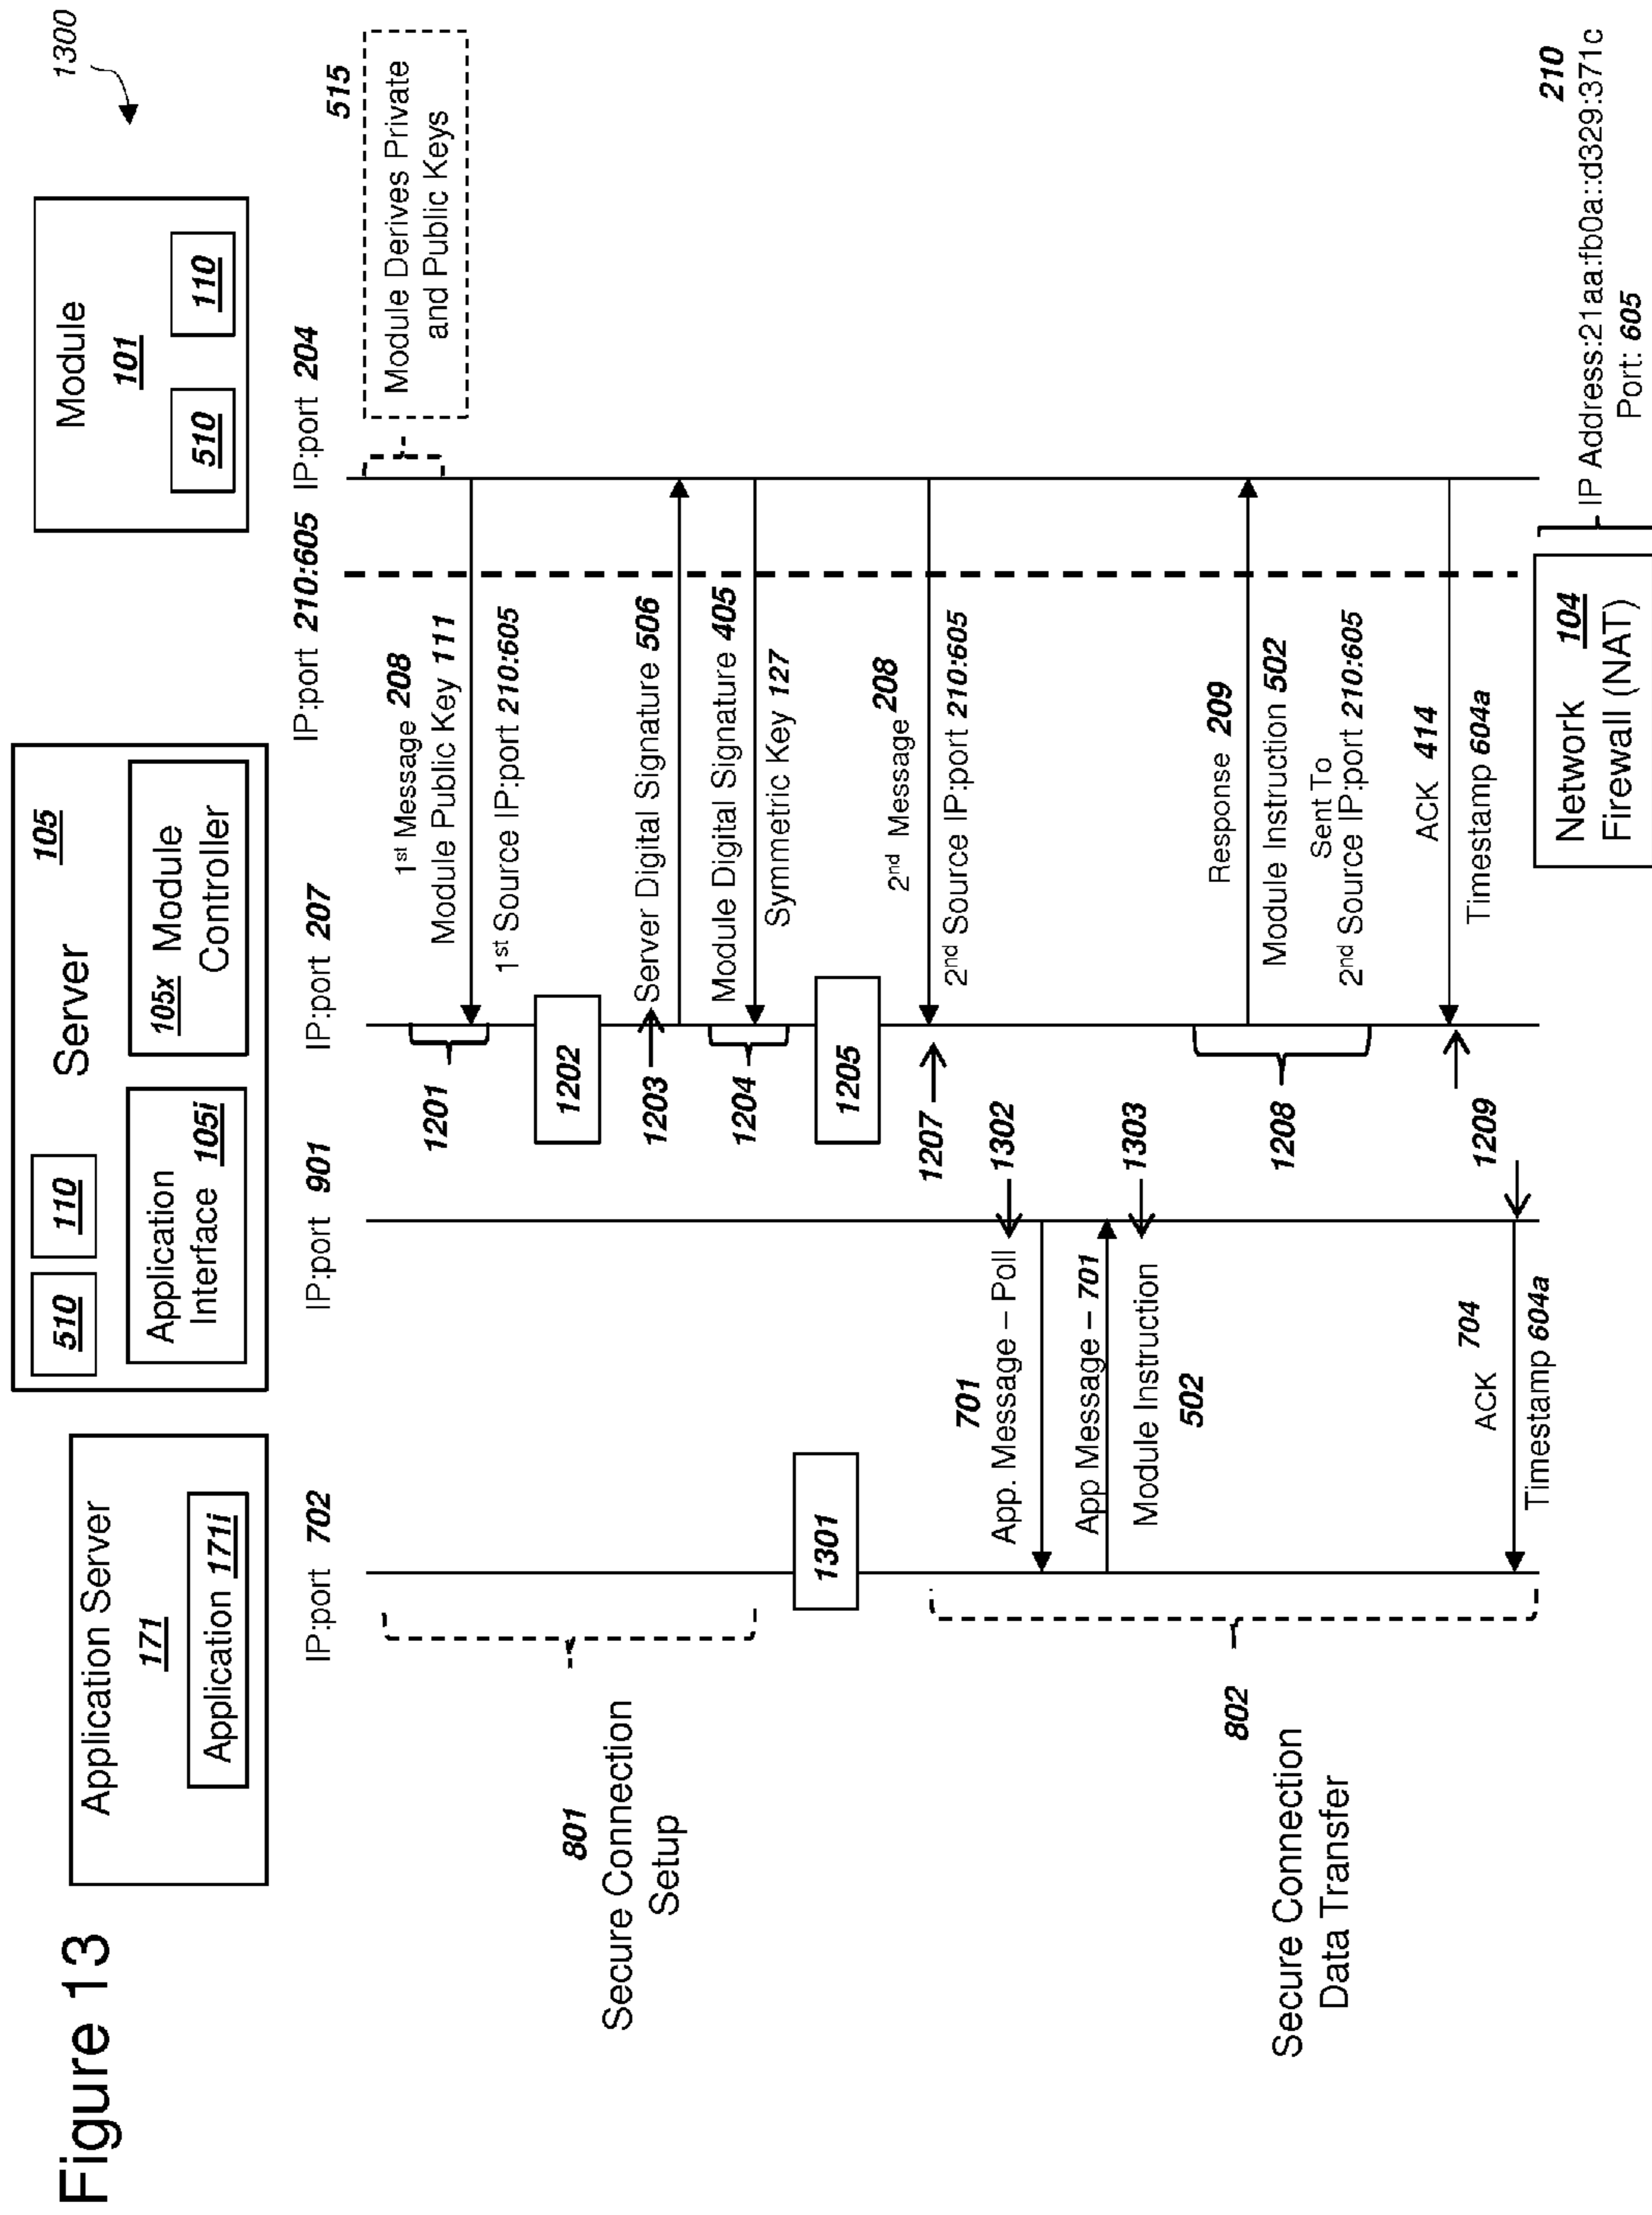 Figure 13
1300
Application Server
171
Application 171i
Server 105
510
110
Application
Interface 105i
105x Module
Controller
Module
101
510
110
IP:port 702
IP:port 901
IP:port 207
IP:port 210:605
IP:port 204
515
Module Derives Private
and Public Keys
801
Secure Connection
Setup
1201
1st Message 208
Module Public Key 111
1st Source IP:port 210:605
1202
1203
Server Digital Signature 506
1204
Module Digital Signature 405
Symmetric Key 127
1301
1205
802
Secure Connection
Data Transfer
1207
2nd Message 208
2nd Source IP:port 210:605
1302
701
App. Message – Poll
App Message – 701
1303
Module Instruction
502
1208
Response 209
Module Instruction 502
Sent To
2nd Source IP:port 210:605
1209
ACK 414
Timestamp 604a
ACK 704
Timestamp 604a
Network 104
Firewall (NAT)
210
IP Address:21aa:fb0a::d329:371c
Port: 605